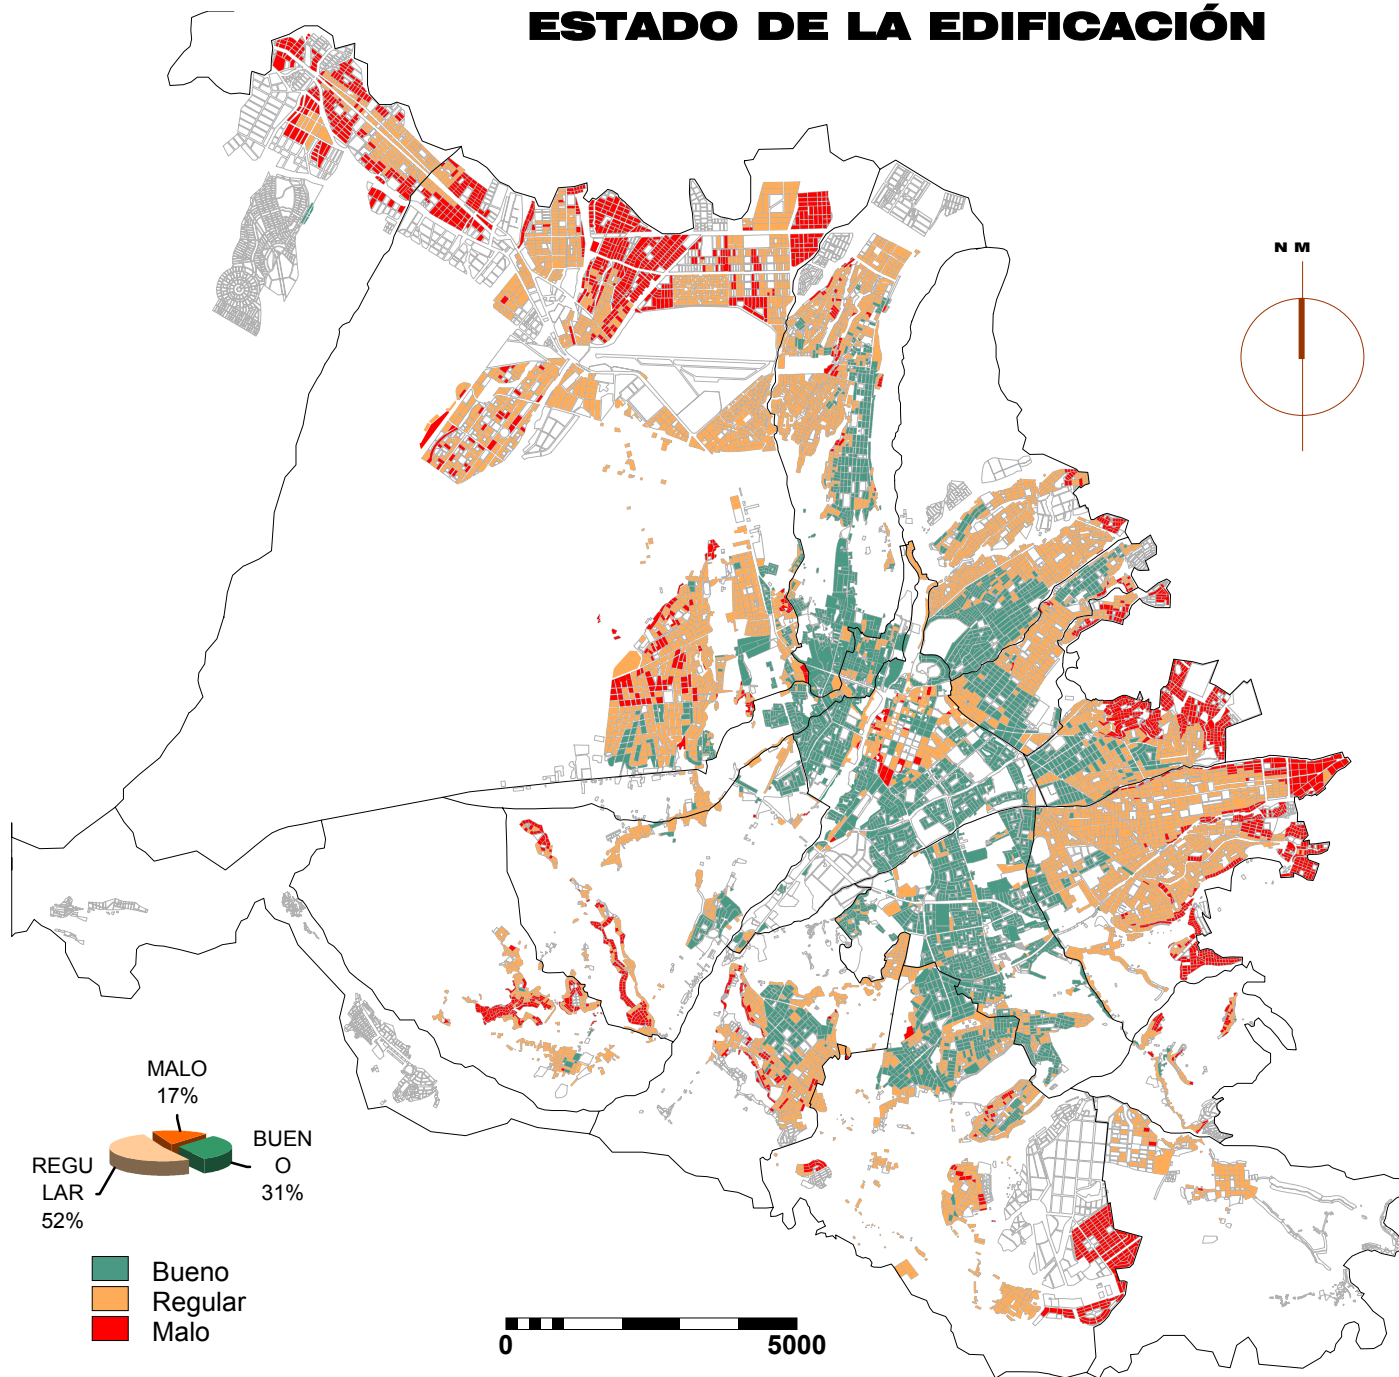 ESTADO DE LA EDIFICACIÓN
N M
MALO
17%
BUEN
O
31%
REGU
LAR
52%
Bueno
Regular
Malo
0 5000